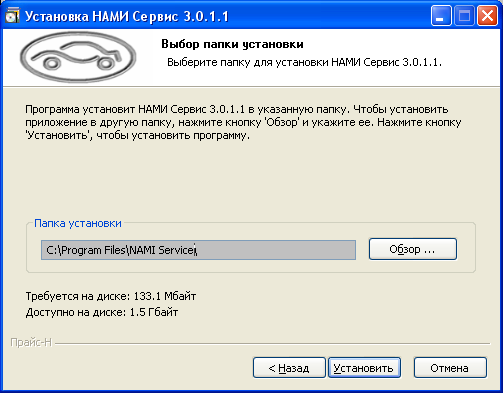 Установка НАМИ Сервис 3.0.1.1
Выбор папки установки
Выберите папку для установки НАМИ Сервис 3.0.1.1.
Программа установит НАМИ Сервис 3.0.1.1 в указанную папку. Чтобы установить
приложение в другую папку, нажмите кнопку 'Обзор' и укажите ее. Нажмите кнопку
'Установить', чтобы установить программу.
Папка установки
C:\Program Files\NAMI Service\
Обзор ...
Требуется на диске: 133.1 Мбайт
Доступно на диске: 1.5 Гбайт
Прайс-Н
< Назад
Установить
Отмена